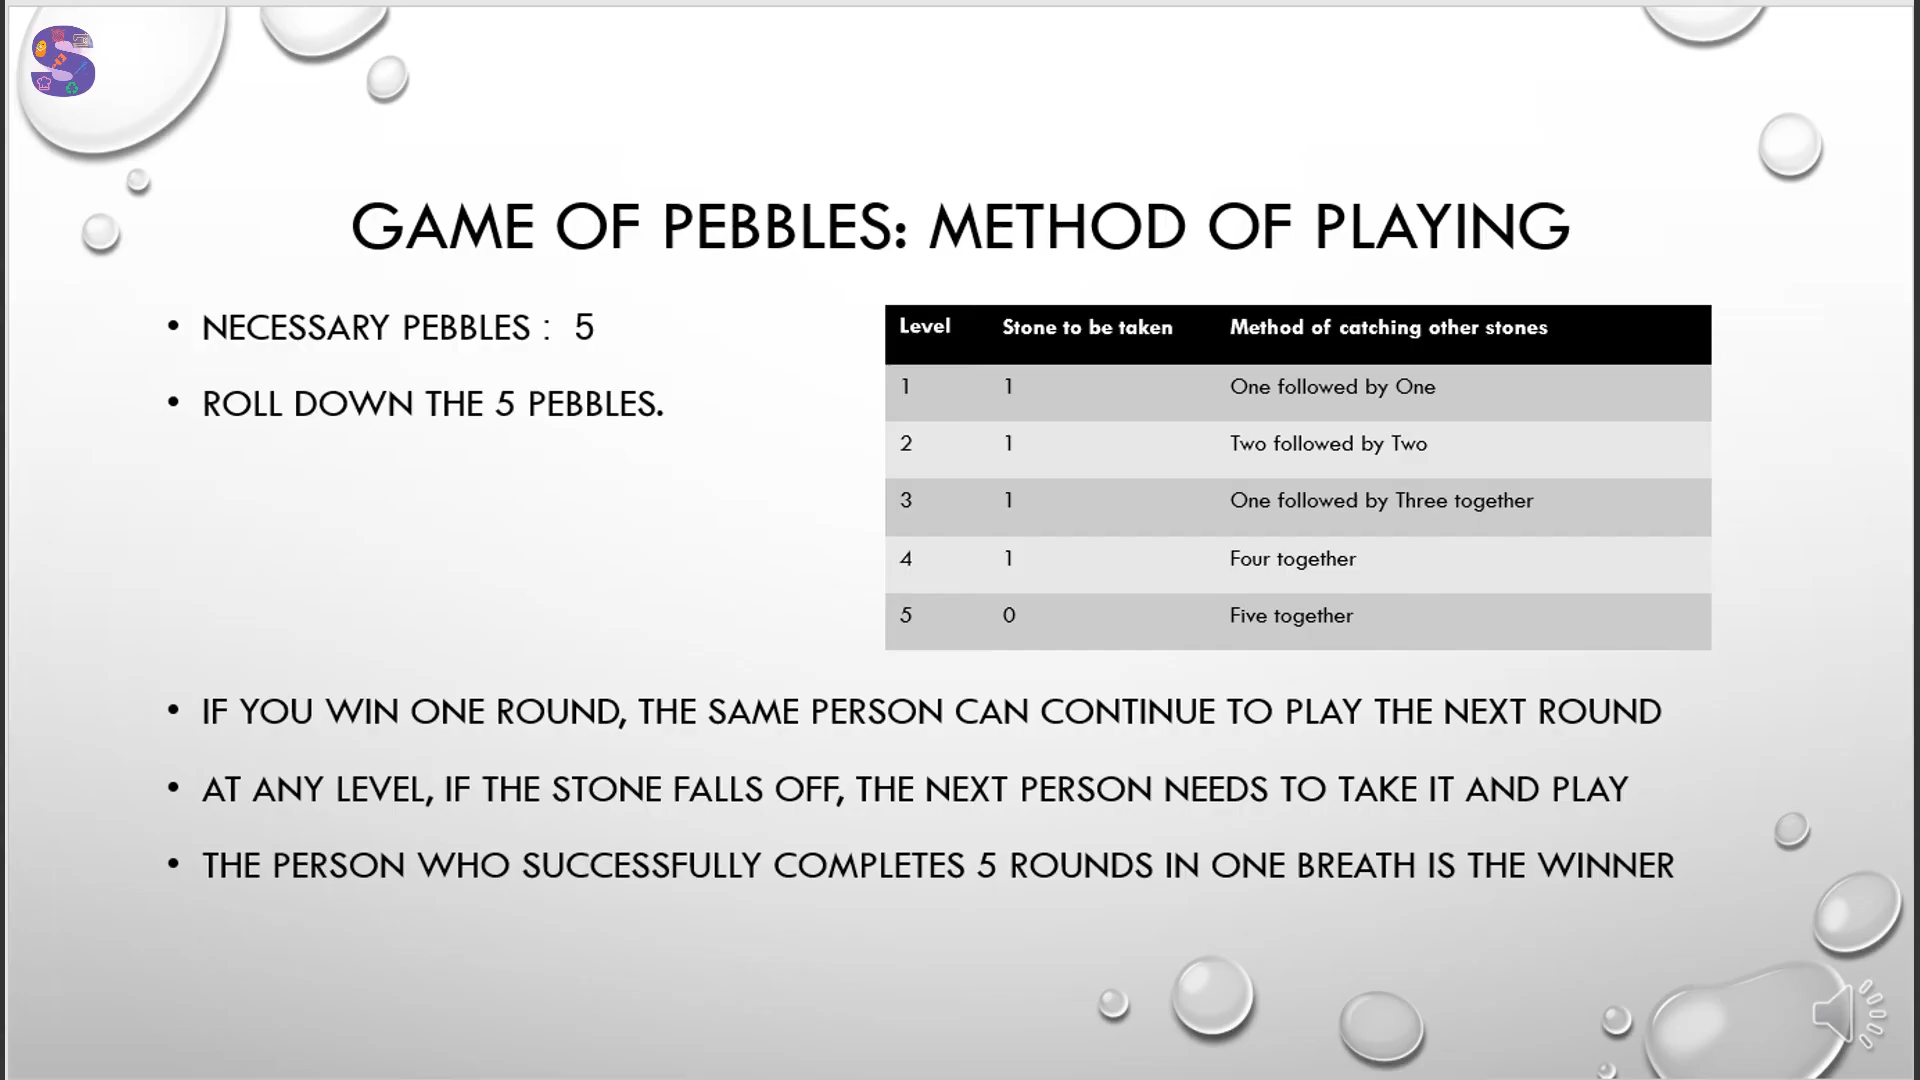 S
GAME OF PEBBLES: METHOD OF PLAYING
• NECESSARY PEBBLES : 5
• ROLL DOWN THE 5 PEBBLES.
Level Stone to be taken Method of catching other stones
1 1 One followed by One
2 1 Two followed by Two
3 1 One followed by Three together
4 1 Four together
5 0 Five together
• IF YOU WIN ONE ROUND, THE SAME PERSON CAN CONTINUE TO PLAY THE NEXT ROUND
• AT ANY LEVEL, IF THE STONE FALLS OFF, THE NEXT PERSON NEEDS TO TAKE IT AND PLAY
• THE PERSON WHO SUCCESSFULLY COMPLETES 5 ROUNDS IN ONE BREATH IS THE WINNER